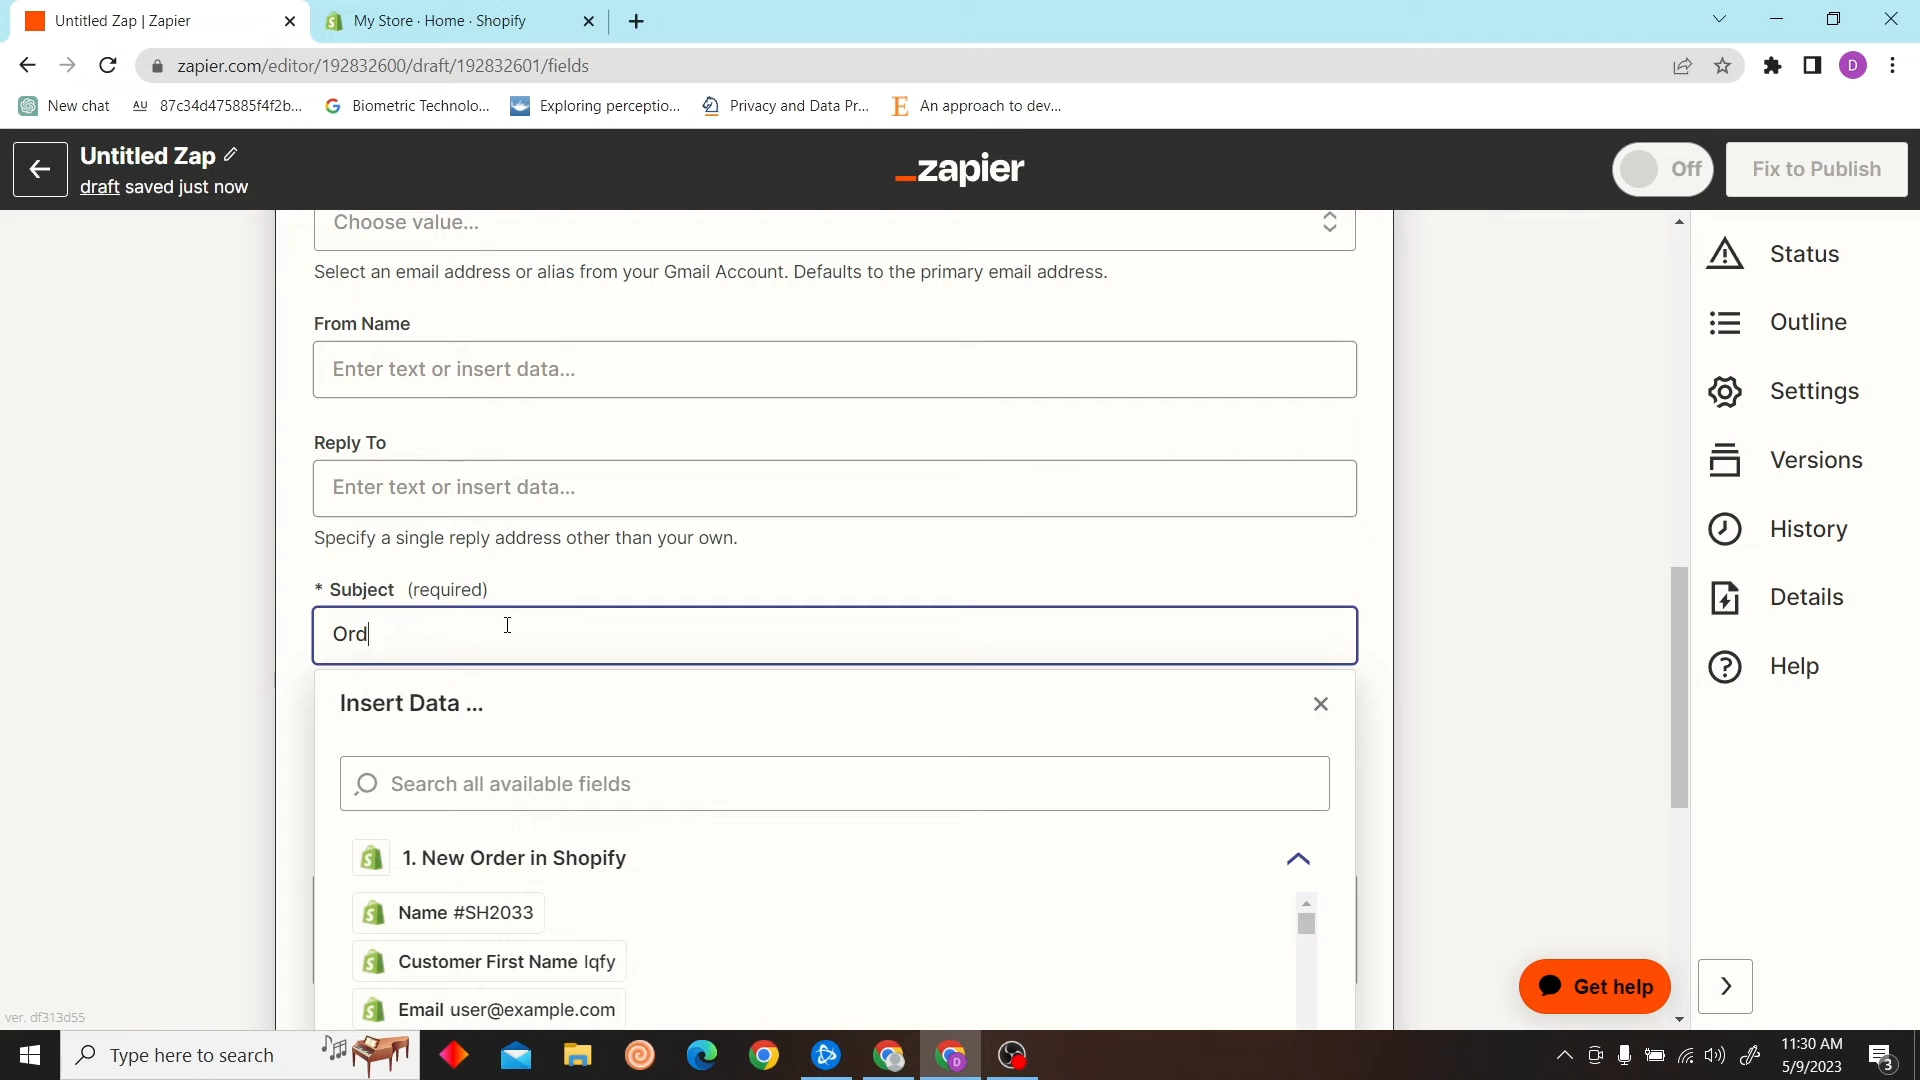 Untitled Zap | Zapier
My Store · Home · Shopify
zapier.com/editor/192832600/draft/192832601/fields
D
New chat
AU 87c34d475885f4f2b...
Biometric Technolo...
Exploring perceptio...
Privacy and Data Pr...
An approach to dev...
Untitled Zap
draft saved just now
_zapier
Off
Fix to Publish
Choose value...
Select an email address or alias from your Gmail Account. Defaults to the primary email address.
From Name
Enter text or insert data...
Reply To
Enter text or insert data...
Specify a single reply address other than your own.
* Subject (required)
Ord
Insert Data ...
Search all available fields
1. New Order in Shopify
Name #SH2033
Customer First Name Iqfy
Email user@example.com
Status
Outline
Settings
Versions
History
Details
Help
Get help
ver. df313d55
Type here to search
11:30 AM
5/9/2023
3